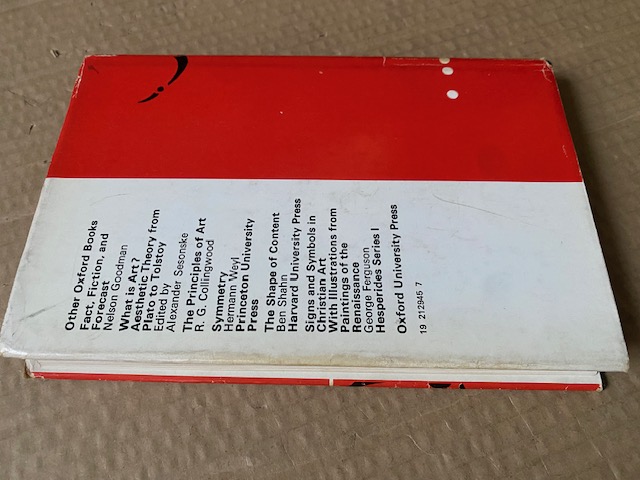 Other Oxford Books
Fact, Fiction, and
Forecast
Nelson Goodman
What is Art?
Aesthetic Theory from
Plato to Tolstoy
Edited by
Alexander Sesonske
The Principles of Art
R. G. Collingwood
Symmetry
Hermann Weyl
Princeton University
Press
The Shape of Content
Ben Shahn
Harvard University Press
Signs and Symbols in
Christian Art
With Illustrations from
Paintings of the
Renaissance
George Ferguson
Hesperides Series I
Oxford University Press
19 212945 7